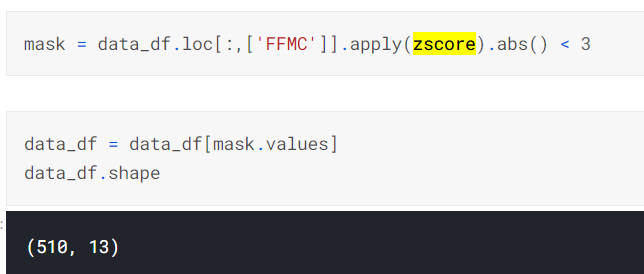 mask = data_df.loc[:,['FFMC']].apply(zscore).abs() < 3
data_df = data_df[mask.values]
data_df.shape
:
(510, 13)